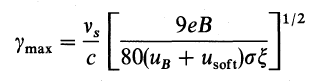 γ_max = v_s/c [ 9eB / 80(u_B + u_soft)σξ ]^1/2